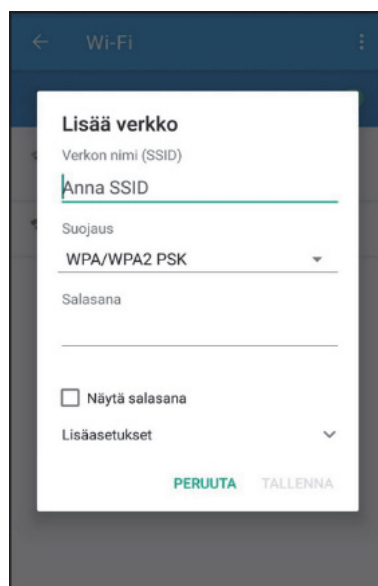 Wi-Fi
Lisää verkko
Verkon nimi (SSID)
Anna SSID
Suojaus
WPA/WPA2 PSK
Salasana
Näytä salasana
Lisäasetukset
PERUUTA TALLENNA